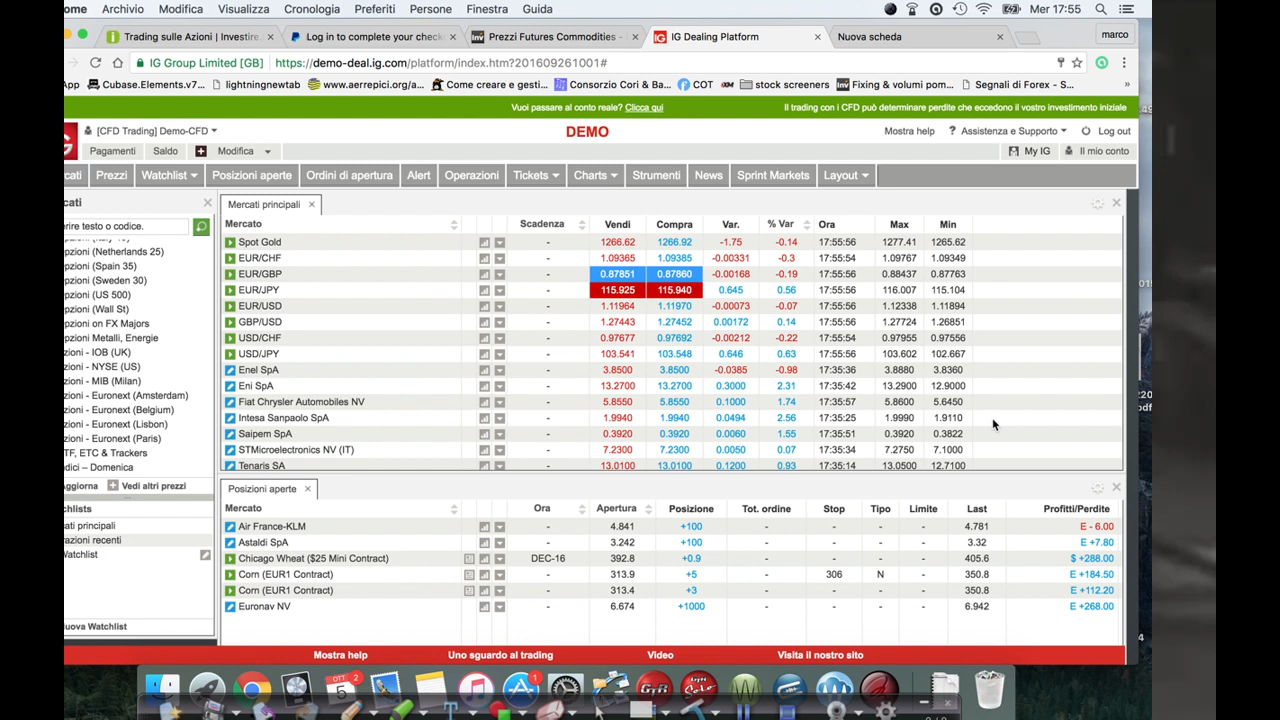 ome Archivio Modifica Visualizza Cronologia Preferiti Persone Finestra Guida Mer 17:55
Trading sulle Azioni | Investire Log in to complete your check Prezzi Futures Commodities - IG Dealing Platform Nuova scheda marco
IG Group Limited [GB] https://demo-deal.ig.com/platform/index.htm?2016092610001#
App Cubase.Elements.v7... lightningnewtab www.aerrepici.org/a... Come creare e gesti... Consorzio Cori & Ba... COT stock screeners Fixing & volumi pom... Segnali di Forex - S...
Vuoi passare al conto reale? Clicca qui Il trading con i CFD può determinare perdite che eccedono il vostro investimento iniziale
[CFD Trading] Demo-CFD DEMO Mostra help ? Assistenza e Supporto Log out
Pagamenti Saldo Modifica My IG Il mio conto
cati Prezzi Watchlist Posizioni aperte Ordini di apertura Alert Operazioni Tickets Charts Strumenti News Sprint Markets Layout
cati
erire testo o codice.
pzioni (Netherlands 25)
pzioni (Spain 35)
pzioni (Sweden 30)
pzioni (US 500)
pzioni (Wall St)
pzioni on FX Majors
pzioni Metalli, Energie
zioni - IOB (UK)
zioni - NYSE (US)
zioni - MIB (Milan)
zioni - Euronext (Amsterdam)
zioni - Euronext (Belgium)
zioni - Euronext (Lisbon)
zioni - Euronext (Paris)
TF, ETC & Trackers
ndici – Domenica
Aggiorna Vedi altri prezzi
chlists
cati principali
razioni recenti
Watchlist
uova Watchlist
Mercati principali
Mercato Scadenza Vendi Compra Var. % Var Ora Max Min
Spot Gold - 1266.62 1266.92 -1.75 -0.14 17:55:56 1277.41 1265.62
EUR/CHF - 1.09365 1.09385 -0.00331 -0.3 17:55:54 1.09767 1.09349
EUR/GBP - 0.87851 0.87860 -0.00168 -0.19 17:55:56 0.88437 0.87763
EUR/JPY - 115.925 115.940 0.645 0.56 17:55:56 116.007 115.104
EUR/USD - 1.11964 1.11970 -0.00073 -0.07 17:55:56 1.12338 1.11894
GBP/USD - 1.27443 1.27452 0.00172 0.14 17:55:56 1.27724 1.26851
USD/CHF - 0.97677 0.97692 -0.00212 -0.22 17:55:54 0.97955 0.97556
USD/JPY - 103.541 103.548 0.646 0.63 17:55:56 103.602 102.667
Enel SpA - 3.8500 3.8500 -0.0385 -0.98 17:35:36 3.8880 3.8360
Eni SpA - 13.2700 13.2700 0.3000 2.31 17:35:42 13.2900 12.9000
Fiat Chrysler Automobiles NV - 5.8550 5.8550 0.1000 1.74 17:35:57 5.8600 5.6450
Intesa Sanpaolo SpA - 1.9940 1.9940 0.0494 2.56 17:35:25 1.9990 1.9110
Saipem SpA - 0.3920 0.3920 0.0060 1.55 17:35:51 0.3920 0.3822
STMicroelectronics NV (IT) - 7.2300 7.2300 0.0050 0.07 17:35:34 7.2750 7.1000
Tenaris SA - 13.0100 13.0100 0.1200 0.93 17:35:14 13.0500 12.7100
Posizioni aperte
Mercato Ora Apertura Posizione Tot. ordine Stop Tipo Limite Last Profitti/Perdite
Air France-KLM - 4.841 +100 - - - - 4.781 E - 6.00
Astaldi SpA - 3.242 +100 - - - - 3.32 E +7.80
Chicago Wheat ($25 Mini Contract) DEC-16 392.8 +0.9 - - - - 405.6 $ +288.00
Corn (EUR1 Contract) - 313.9 +5 - 306 N - 350.8 E +184.50
Corn (EUR1 Contract) - 313.4 +3 - - - - 350.8 E +112.20
Euronav NV - 6.674 +1000 - - - - 6.942 E +268.00
Mostra help Uno sguardo al trading Video Visita il nostro sito
OTT 5 2 1